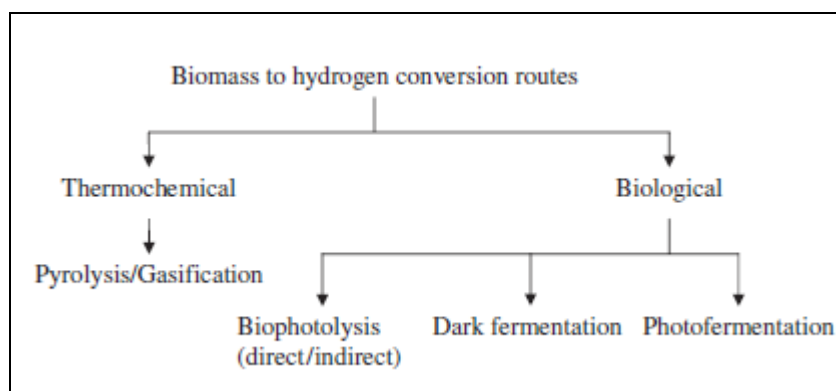 Biomass to hydrogen conversion routes
Thermochemical
Biological
Pyrolysis/Gasification
Biophotolysis
(direct/indirect)
Dark fermentation
Photofermentation